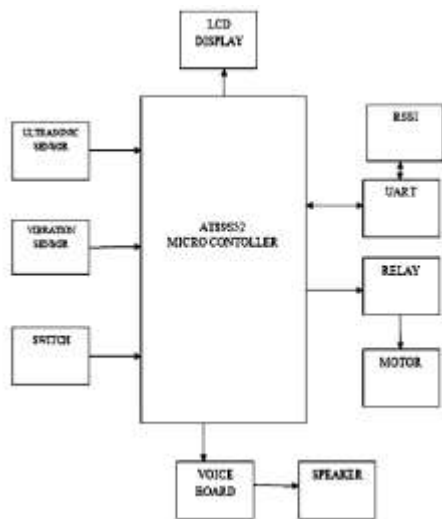 LCD
DISPLAY
ULTRASONIC
SENSOR
VIBRATION
SENSOR
SWITCH
AT89S52
MICRO CONTOLLER
RSSI
UART
RELAY
MOTOR
VOICE
BOARD
SPEAKER